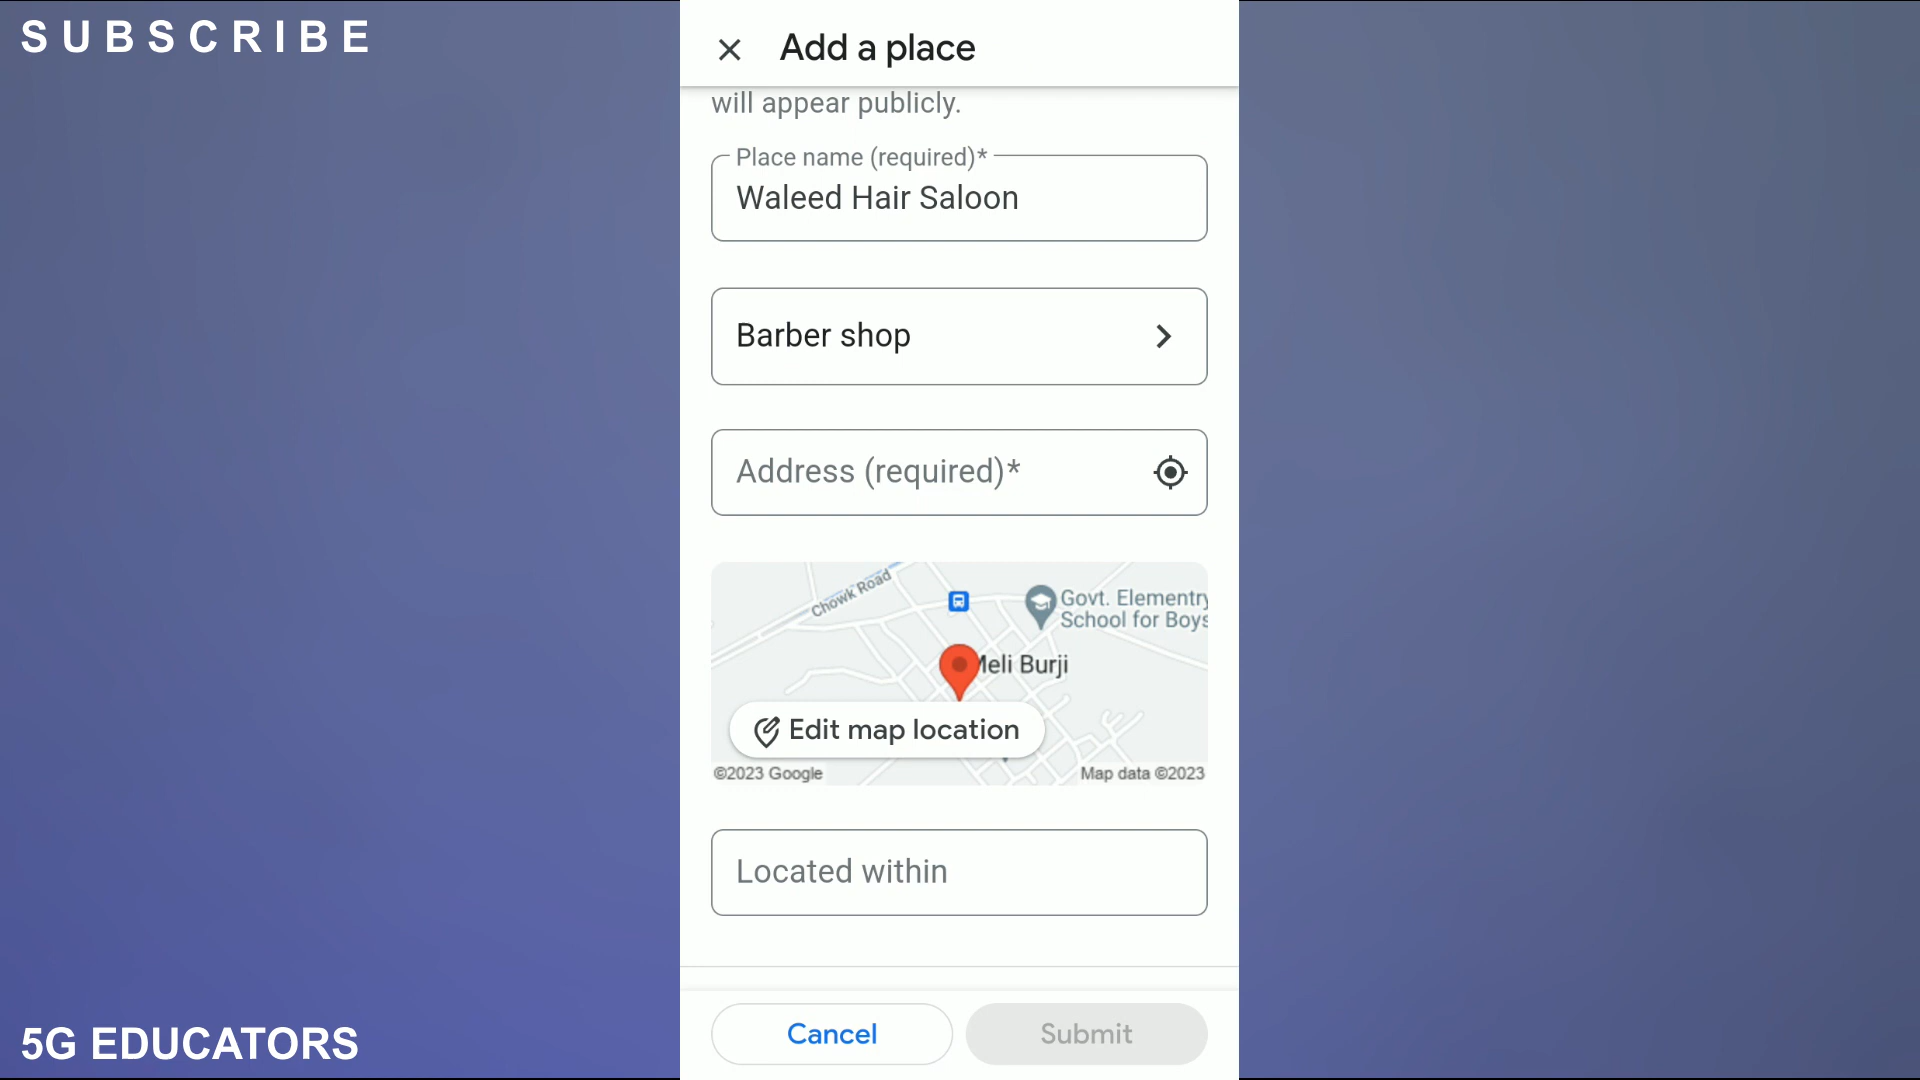 SUBSCRIBE
Add a place
will appear publicly.
Place name (required)*
Waleed Hair Saloon
Barber shop
Address (required)*
Chowk Road
Govt. Elementry
School for Boys
Meli Burji
Edit map location
©2023 Google
Map data ©2023
Located within
Cancel
Submit
5G EDUCATORS